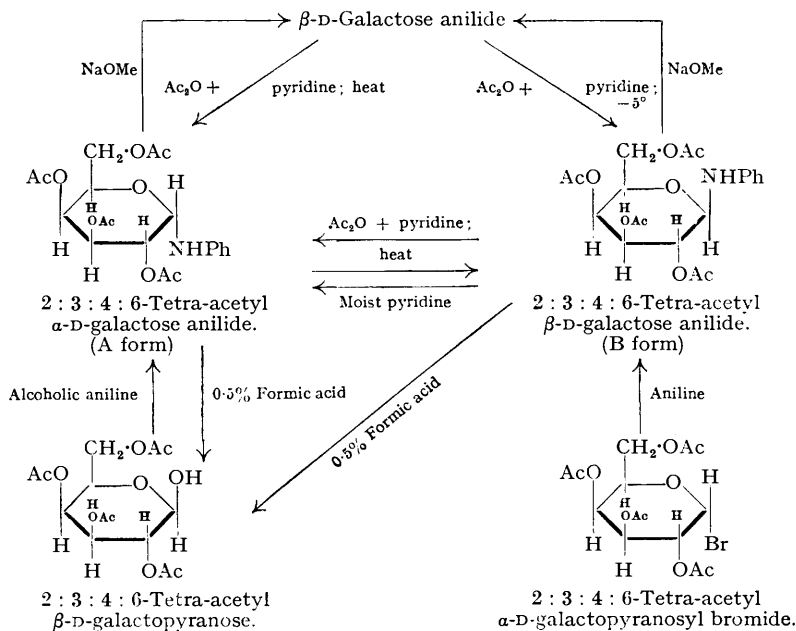 β-D-Galactose anilide
NaOMe
Ac₂O + pyridine; heat
Ac₂O + pyridine; −5°
NaOMe
CH₂·OAc
AcO
O
H
H
OAc
H
H
H
NHPh
OAc
2 : 3 : 4 : 6-Tetra-acetyl
α-D-galactose anilide.
(A form)
Ac₂O + pyridine;
heat
Moist pyridine
CH₂·OAc
AcO
O
NHPh
H
OAc
H
H
H
H
OAc
2 : 3 : 4 : 6-Tetra-acetyl
β-D-galactose anilide.
(B form)
Alcoholic aniline
0·5% Formic acid
0·5% Formic acid
Aniline
CH₂·OAc
AcO
O
OH
H
OAc
H
H
H
H
OAc
2 : 3 : 4 : 6-Tetra-acetyl
β-D-galactopyranose.
CH₂·OAc
AcO
O
H
H
OAc
H
H
H
Br
OAc
2 : 3 : 4 : 6-Tetra-acetyl
α-D-galactopyranosyl bromide.